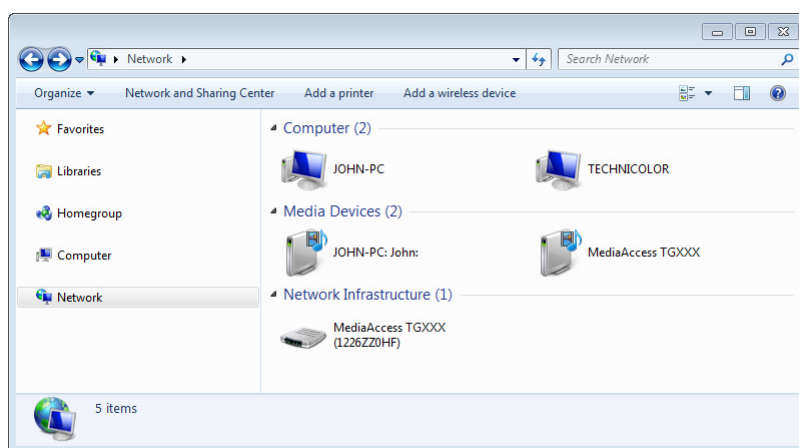 Network
Search Network
Organize
Network and Sharing Center
Add a printer
Add a wireless device
Favorites
Libraries
Homegroup
Computer
Network
Computer (2)
JOHN-PC
TECHNICOLOR
Media Devices (2)
JOHN-PC: John:
MediaAccess TGXXX
Network Infrastructure (1)
MediaAccess TGXXX
(1226ZZ0HF)
5 items